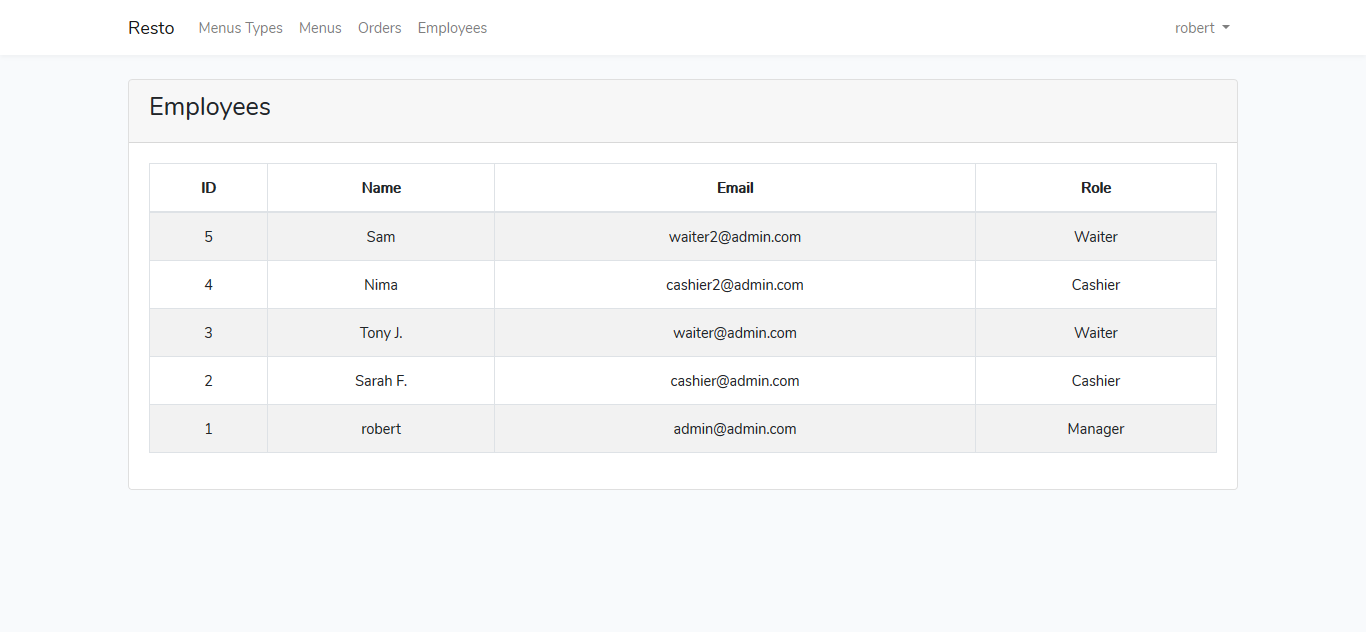 Resto Menus Types Menus Orders Employees robert
Employees
ID Name Email Role
5 Sam waiter2@admin.com Waiter
4 Nima cashier2@admin.com Cashier
3 Tony J. waiter@admin.com Waiter
2 Sarah F. cashier@admin.com Cashier
1 robert admin@admin.com Manager